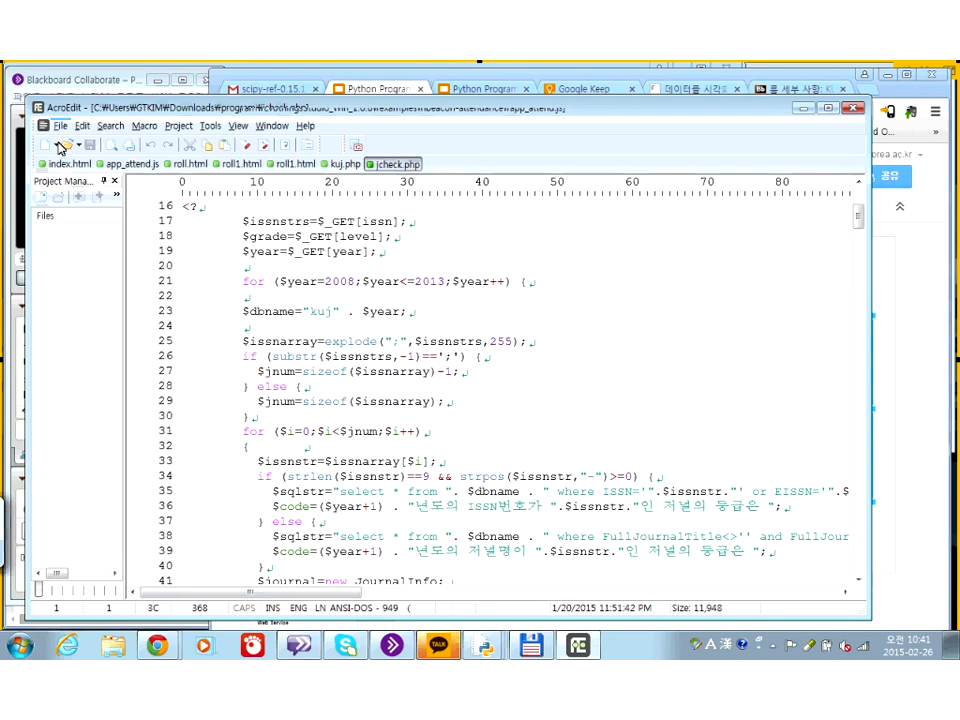 Blackboard Collaborate – P...
scipy-ref-0.15.1
Python Program
Python Program
Google Keep
데이터를 시각도
AcroEdit - [C:₩Users₩GTKIM₩Downloads₩program₩
File Edit Search Macro Project Tools View Window Help
index.html app_attend.js roll.html roll1.html roll1.html kuj.php jcheck.php
Project Mana...
Files
0 10 20 30 40 50 60 70 80
16 <?
17 $issnstrs=$_GET[issn];
18 $grade=$_GET[level];
19 $year=$_GET[year];
20
21 for ($year=2008;$year<=2013;$year++) {
22
23 $dbname="kuj" . $year;
24
25 $issnarray=explode(";",$issnstrs,255);
26 if (substr($issnstrs,-1)==';') {
27 $jnum=sizeof($issnarray)-1;
28 } else {
29 $jnum=sizeof($issnarray);
30 }
31 for ($i=0;$i<$jnum;$i++)
32 {
33 $issnstr=$issnarray[$i];
34 if (strlen($issnstr)==9 && strpos($issnstr,"-")>=0) {
35 $sqlstr="select * from ". $dbname . " where ISSN='".$issnstr."' or EISSN='".$
36 $code=($year+1) . "년도의 ISSN번호가 ".$issnstr."인 저널의 등급은 ";
37 } else {
38 $sqlstr="select * from ". $dbname . " where FullJournalTitle<>'' and FullJour
39 $code=($year+1) . "년도의 저널명이 ".$issnstr."인 저널의 등급은 ";
40 }
41 $journal=new JournalInfo;
orea.ac.kr
공유
1 1 3C 368 CAPS INS ENG LN ANSI-DOS - 949 ( 1/20/2015 11:51:42 PM Size: 11,948
Web Service
TALK
A 漢
오전 10:41
2015-02-26